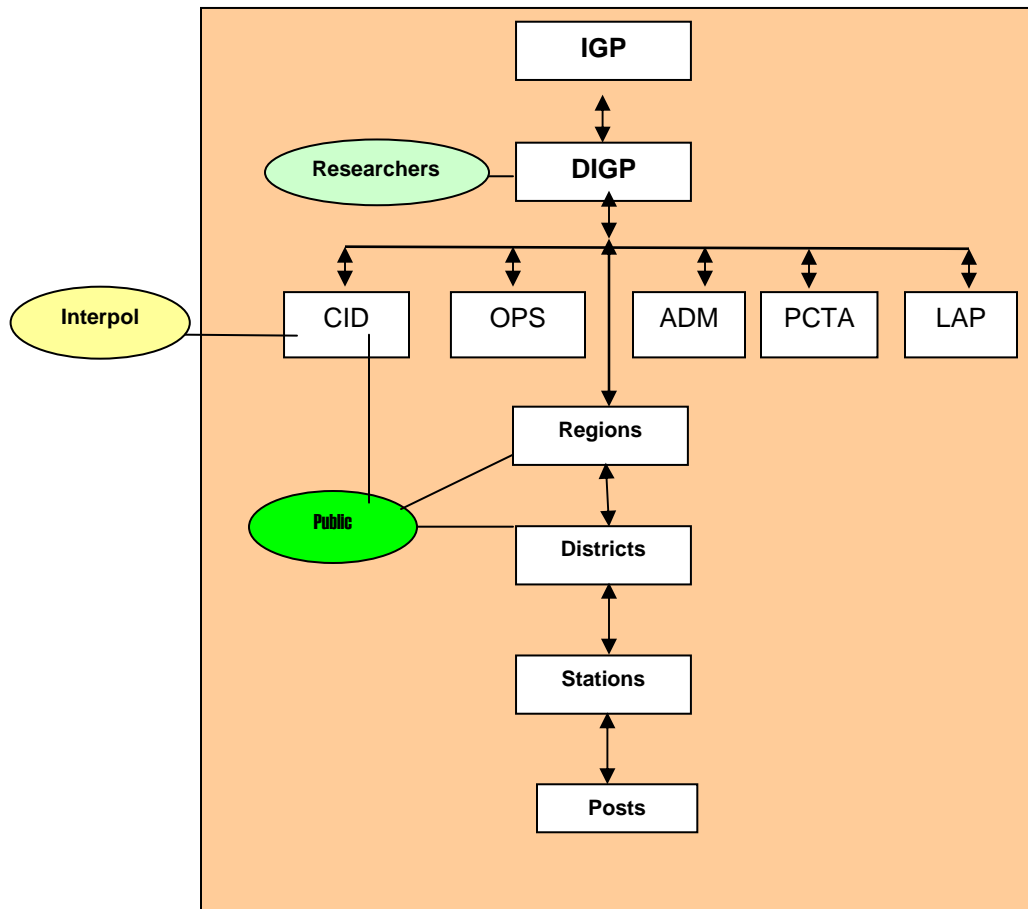 IGP
Researchers
DIGP
Interpol
CID
OPS
ADM
PCTA
LAP
Regions
Public
Districts
Stations
Posts